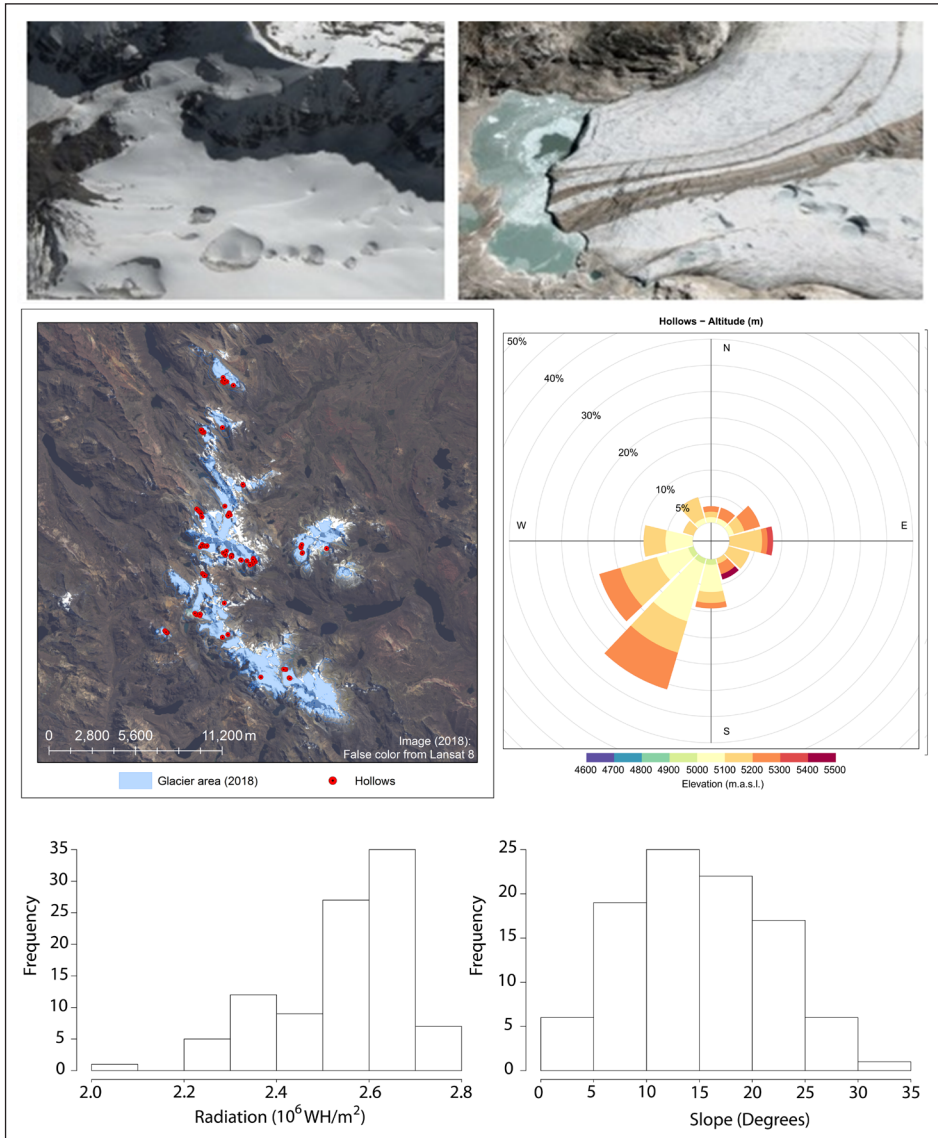 Hollows – Altitude (m)
50%
40%
30%
20%
10%
5%
N
W
E
S
0 2,800 5,600 11,200 m
Image (2018):
False color from Lansat 8
Glacier area (2018)
Hollows
4600 4700 4800 4900 5000 5100 5200 5300 5400 5500
Elevation (m.a.s.l.)
Frequency
35
25
20
15
10
5
0
2.0 2.2 2.4 2.6 2.8
Radiation (10⁶ WH/m²)
Frequency
25
20
15
10
5
0
0 5 10 15 20 25 30 35
Slope (Degrees)